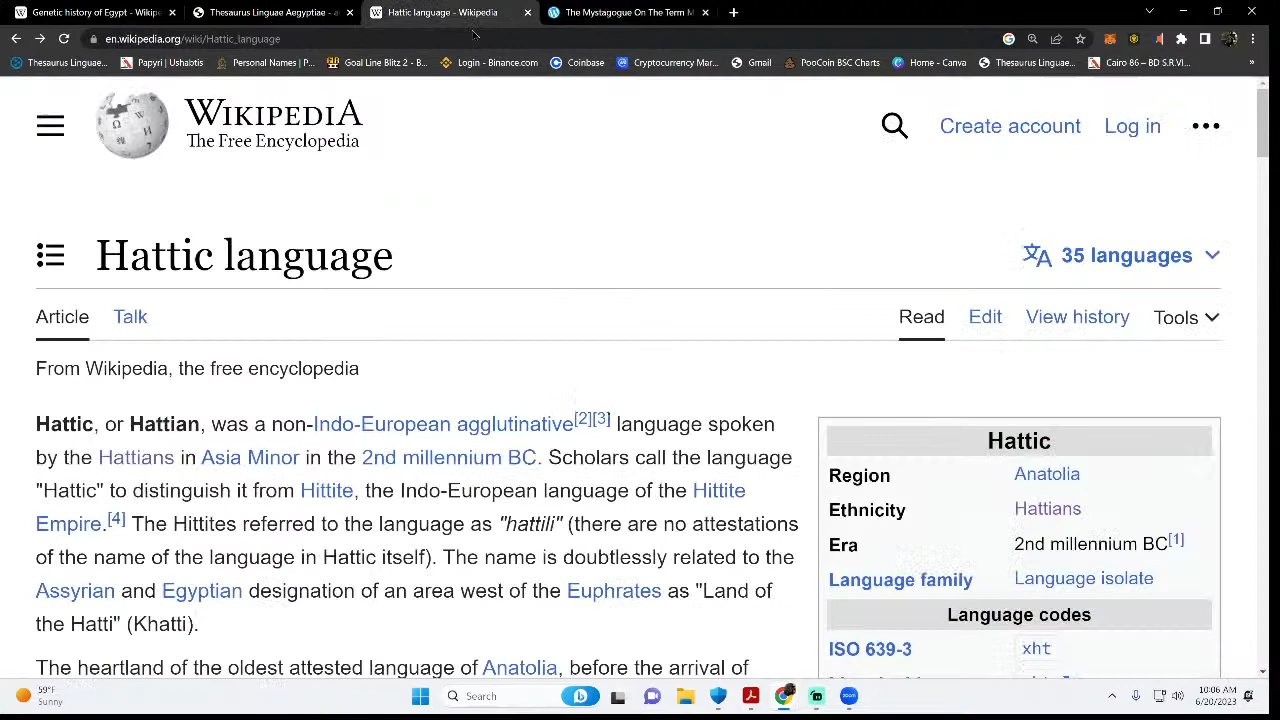 Genetic history of Egypt - Wikipe
Thesaurus Linguae Aegyptiae - al
Hattic language - Wikipedia
The Mystagogue On The Term M
en.wikipedia.org/wiki/Hattic_language
Thesaurus Linguae...
Papyri | Ushabtis
Personal Names | P...
Goal Line Blitz 2 - B...
Login - Binance.com
Coinbase
Cryptocurrency Mar...
Gmail
PooCoin BSC Charts
Home - Canva
Thesaurus Linguae...
Cairo 86 – BD S.R.VI...
»
WIKIPEDIA
The Free Encyclopedia
Create account
Log in
Hattic language
35 languages
Article
Talk
Read
Edit
View history
Tools
From Wikipedia, the free encyclopedia
Hattic, or Hattian, was a non-Indo-European agglutinative[2][3] language spoken
by the Hattians in Asia Minor in the 2nd millennium BC. Scholars call the language
"Hattic" to distinguish it from Hittite, the Indo-European language of the Hittite
Empire.[4] The Hittites referred to the language as "hattili" (there are no attestations
of the name of the language in Hattic itself). The name is doubtlessly related to the
Assyrian and Egyptian designation of an area west of the Euphrates as "Land of
the Hatti" (Khatti).
The heartland of the oldest attested language of Anatolia, before the arrival of
Hattic
Region Anatolia
Ethnicity Hattians
Era 2nd millennium BC[1]
Language family Language isolate
Language codes
ISO 639-3 xht
59°F
Sunny
Search
zoom
10:06 AM
6/20/2023